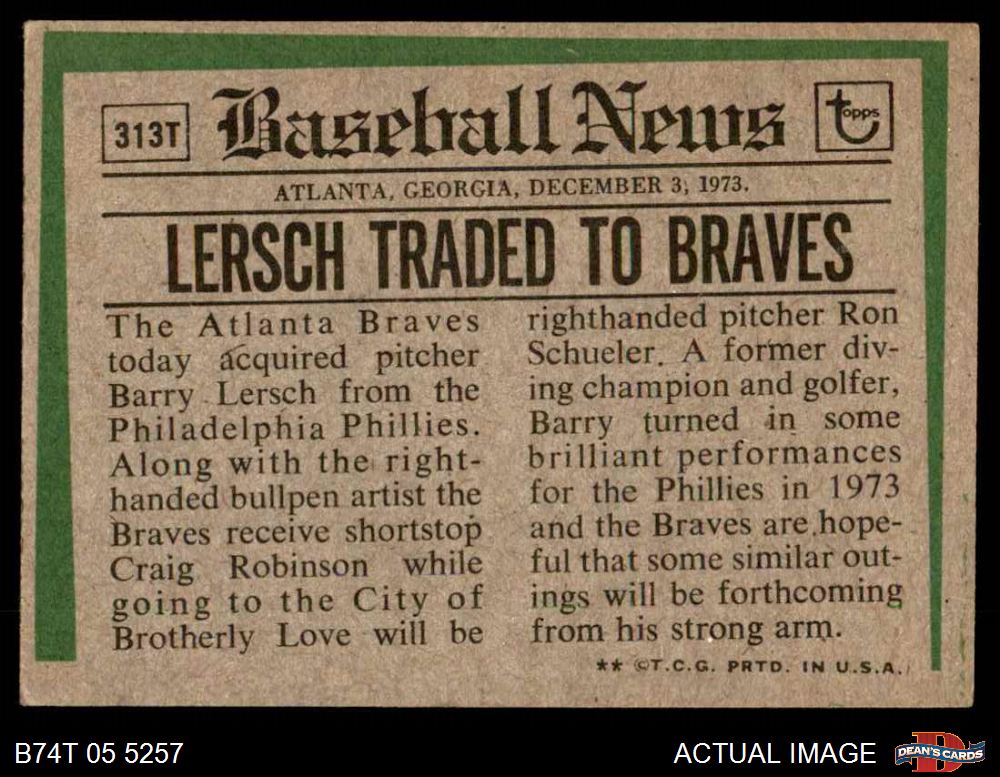 313T
Baseball News
topps
ATLANTA, GEORGIA, DECEMBER 3, 1973.
LERSCH TRADED TO BRAVES
The Atlanta Braves
today acquired pitcher
Barry Lersch from the
Philadelphia Phillies.
Along with the right-
handed bullpen artist the
Braves receive shortstop
Craig Robinson while
going to the City of
Brotherly Love will be
righthanded pitcher Ron
Schueler. A former div-
ing champion and golfer,
Barry turned in some
brilliant performances
for the Phillies in 1973
and the Braves are hope-
ful that some similar out-
ings will be forthcoming
from his strong arm.
** ©T.C.G. PRTD. IN U.S.A.
B74T 05 5257
ACTUAL IMAGE
DEAN'S CARDS